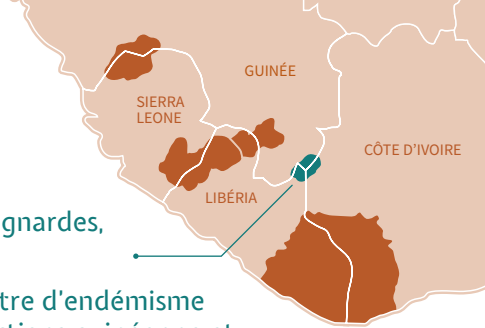 GUINÉE
SIERRA
LEONE
CÔTE D'IVOIRE
LIBÉRIA
gnardes,
tre d'endémisme